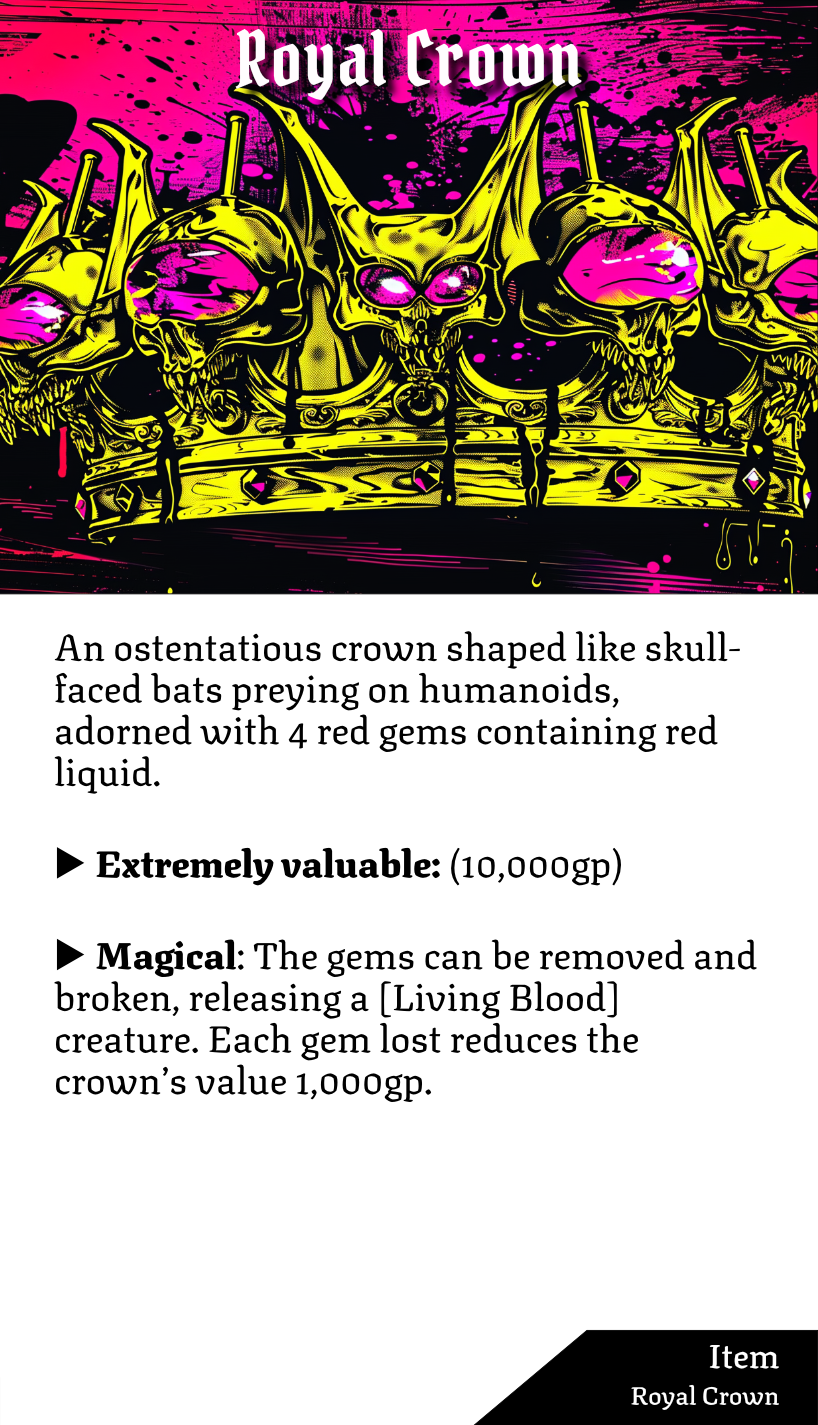 Royal Crown
An ostentatious crown shaped like skull-
faced bats preying on humanoids,
adorned with 4 red gems containing red
liquid.
▶ Extremely valuable: (10,000gp)
▶ Magical: The gems can be removed and
broken, releasing a [Living Blood]
creature. Each gem lost reduces the
crown’s value 1,000gp.
Item
Royal Crown